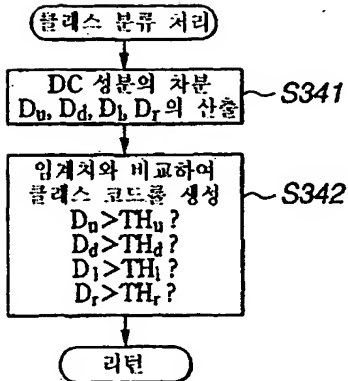 클래스 분류 처리
DC 성분의 차분
Du, Dd, Dl, Dr의 산출
S341
임계치와 비교하여
클래스 코드를 생성
S342
Du>THu?
Dd>THd?
Dl>THl?
Dr>THr?
리턴